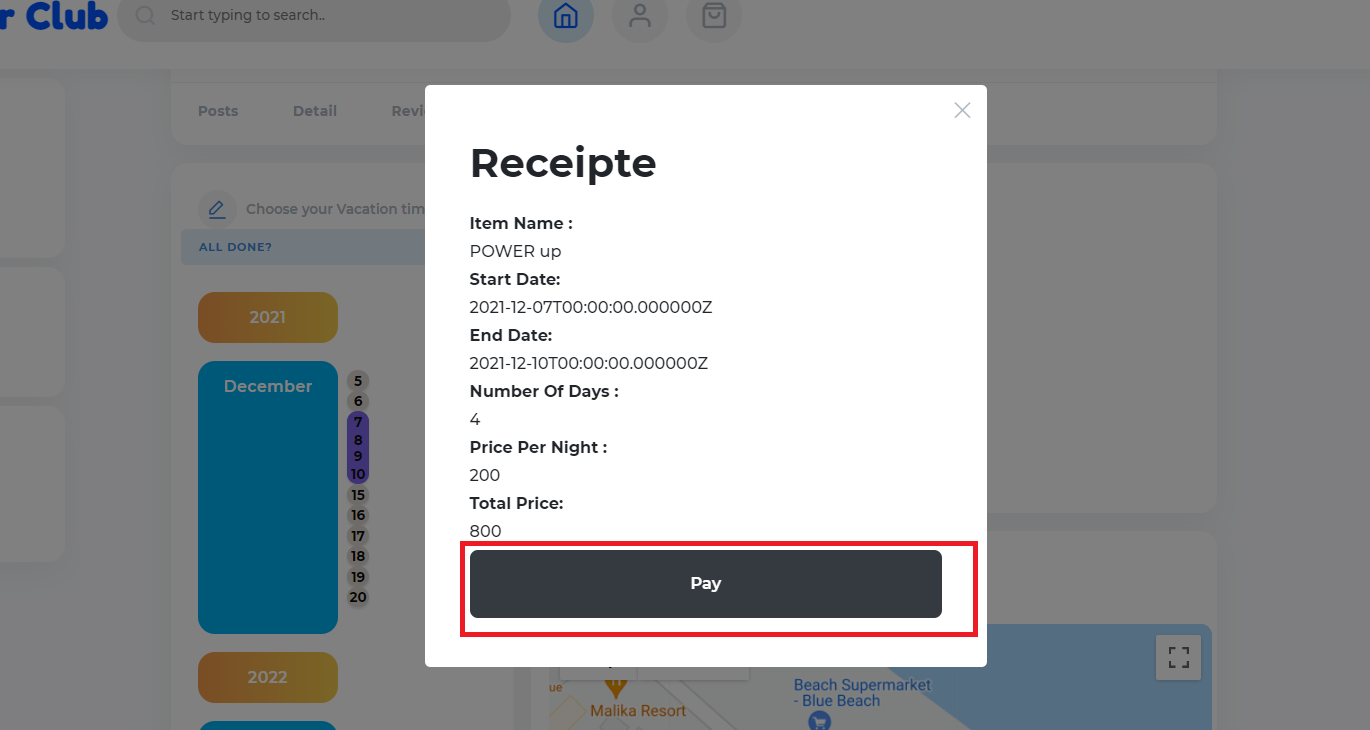 r Club
Start typing to search..
Posts
Detail
Receipte
Item Name :
POWER up
Start Date:
2021-12-07T00:00:00.000000Z
End Date:
2021-12-10T00:00:00.000000Z
Number Of Days :
4
Price Per Night :
200
Total Price:
800
Pay
Choose your Vacation tim
ALL DONE?
2021
December
5
6
7
8
9
10
15
16
17
18
19
20
2022
ue
Malika Resort
Beach Supermarket
- Blue Beach